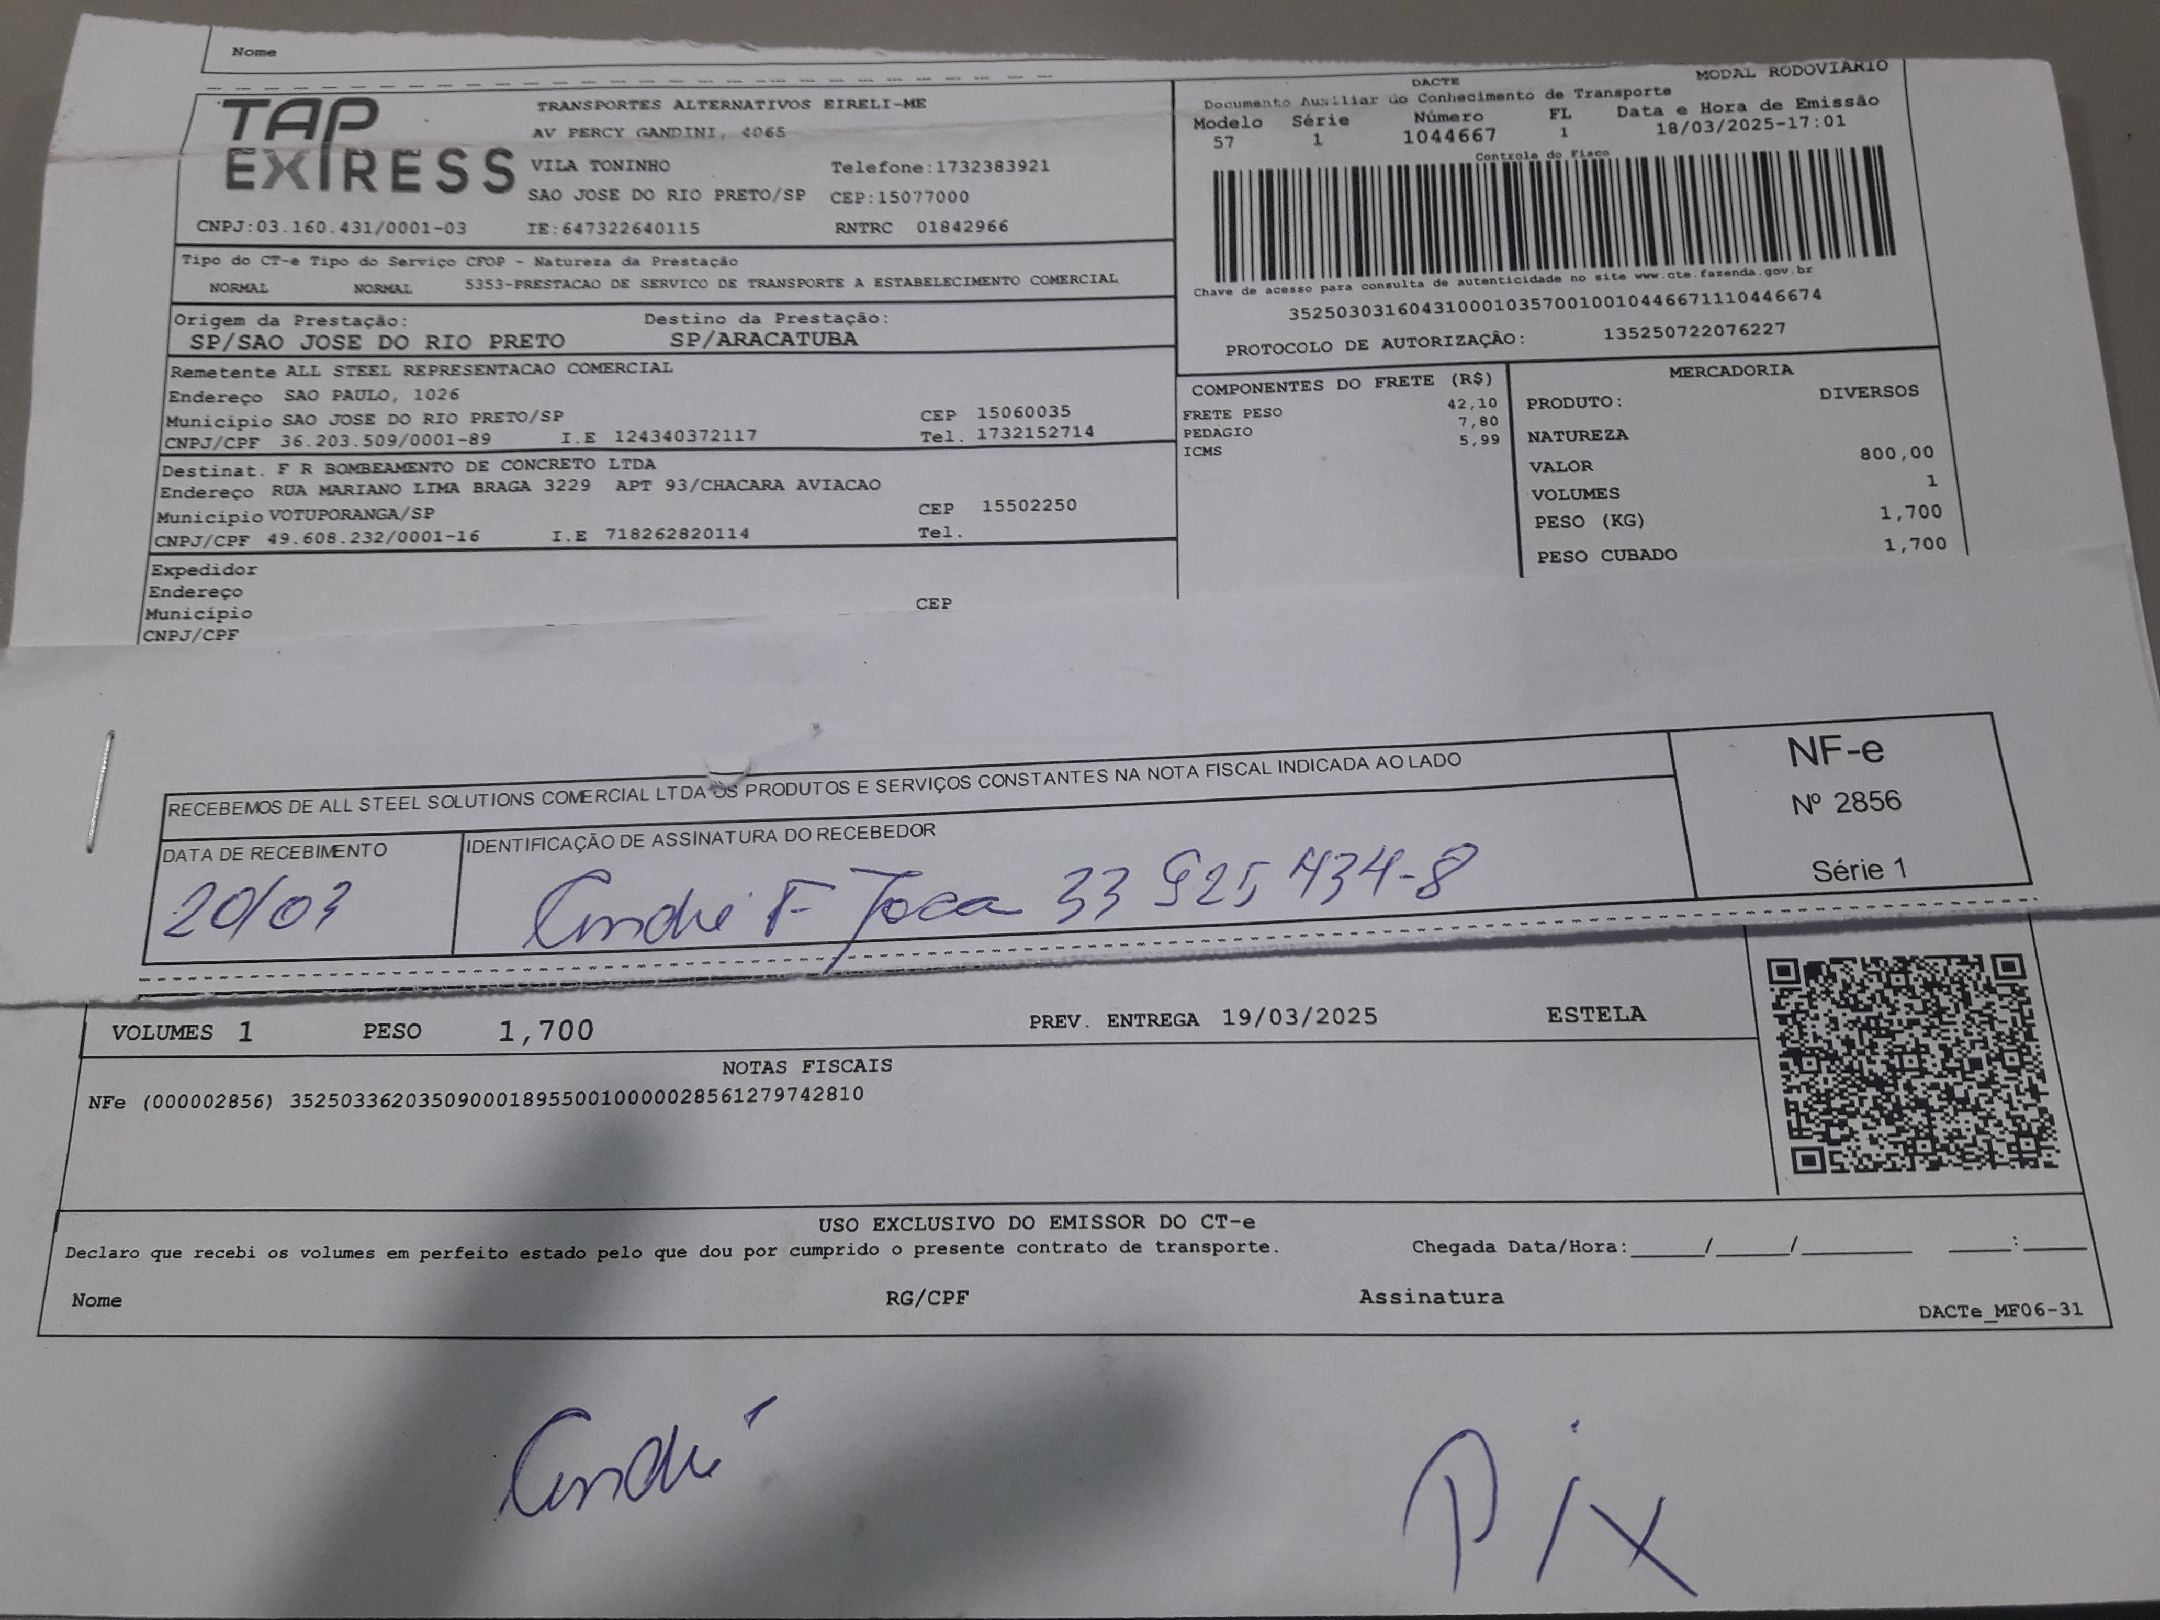 Nome
TAP EXPRESS
TRANSPORTES ALTERNATIVOS EIRELI-ME
AV PERCY GANDINI, 4065
VILA TONINHO Telefone:1732383921
SAO JOSE DO RIO PRETO/SP CEP:15077000
CNPJ:03.160.431/0001-03 IE:647322640115 RNTRC 01842966
DACTE MODAL RODOVIÁRIO
Documento Auxiliar do Conhecimento de Transporte
Modelo Série Número FL Data e Hora de Emissão
57 1 1044667 1 18/03/2025-17:01
Controle do Fisco
Chave de acesso para consulta de autenticidade no site www.cte.fazenda.gov.br
35250303160431000103570010010446671110446674
PROTOCOLO DE AUTORIZAÇÂO: 135250722076227
Tipo do CT-e Tipo do Serviço CFOP - Natureza da Prestação
NORMAL NORMAL 5353-PRESTACAO DE SERVICO DE TRANSPORTE A ESTABELECIMENTO COMERCIAL
Origem da Prestação: Destino da Prestação:
SP/SAO JOSE DO RIO PRETO SP/ARACATUBA
Remetente ALL STEEL REPRESENTACAO COMERCIAL
Endereço SAO PAULO, 1026
Município SAO JOSE DO RIO PRETO/SP CEP 15060035
CNPJ/CPF 36.203.509/0001-89 I.E 124340372117 Tel. 1732152714
Destinat. F R BOMBEAMENTO DE CONCRETO LTDA
Endereço RUA MARIANO LIMA BRAGA 3229 APT 93/CHACARA AVIACAO
Município VOTUPORANGA/SP CEP 15502250
CNPJ/CPF 49.608.232/0001-16 I.E 718262820114 Tel.
Expedidor
Endereço
Município CEP
CNPJ/CPF
COMPONENTES DO FRETE (R$)
FRETE PESO 42,10
PEDAGIO 7,80
ICMS 5,99
MERCADORIA
PRODUTO: DIVERSOS
NATUREZA
VALOR 800,00
VOLUMES 1
PESO (KG) 1,700
PESO CUBADO 1,700
RECEBEMOS DE ALL STEEL SOLUTIONS COMERCIAL LTDA OS PRODUTOS E SERVIÇOS CONSTANTES NA NOTA FISCAL INDICADA AO LADO
NF-e
Nº 2856
Série 1
DATA DE RECEBIMENTO IDENTIFICAÇÃO DE ASSINATURA DO RECEBEDOR
20/03 André F Joca 33 925 434-8
VOLUMES 1 PESO 1,700 PREV. ENTREGA 19/03/2025 ESTELA
NOTAS FISCAIS
NFe (000002856) 35250336203509000189550010000028561279742810
USO EXCLUSIVO DO EMISSOR DO CT-e
Declaro que recebi os volumes em perfeito estado pelo que dou por cumprido o presente contrato de transporte. Chegada Data/Hora:_____/_____/________ ____:____
Nome RG/CPF Assinatura
DACTe_MF06-31
André Pix